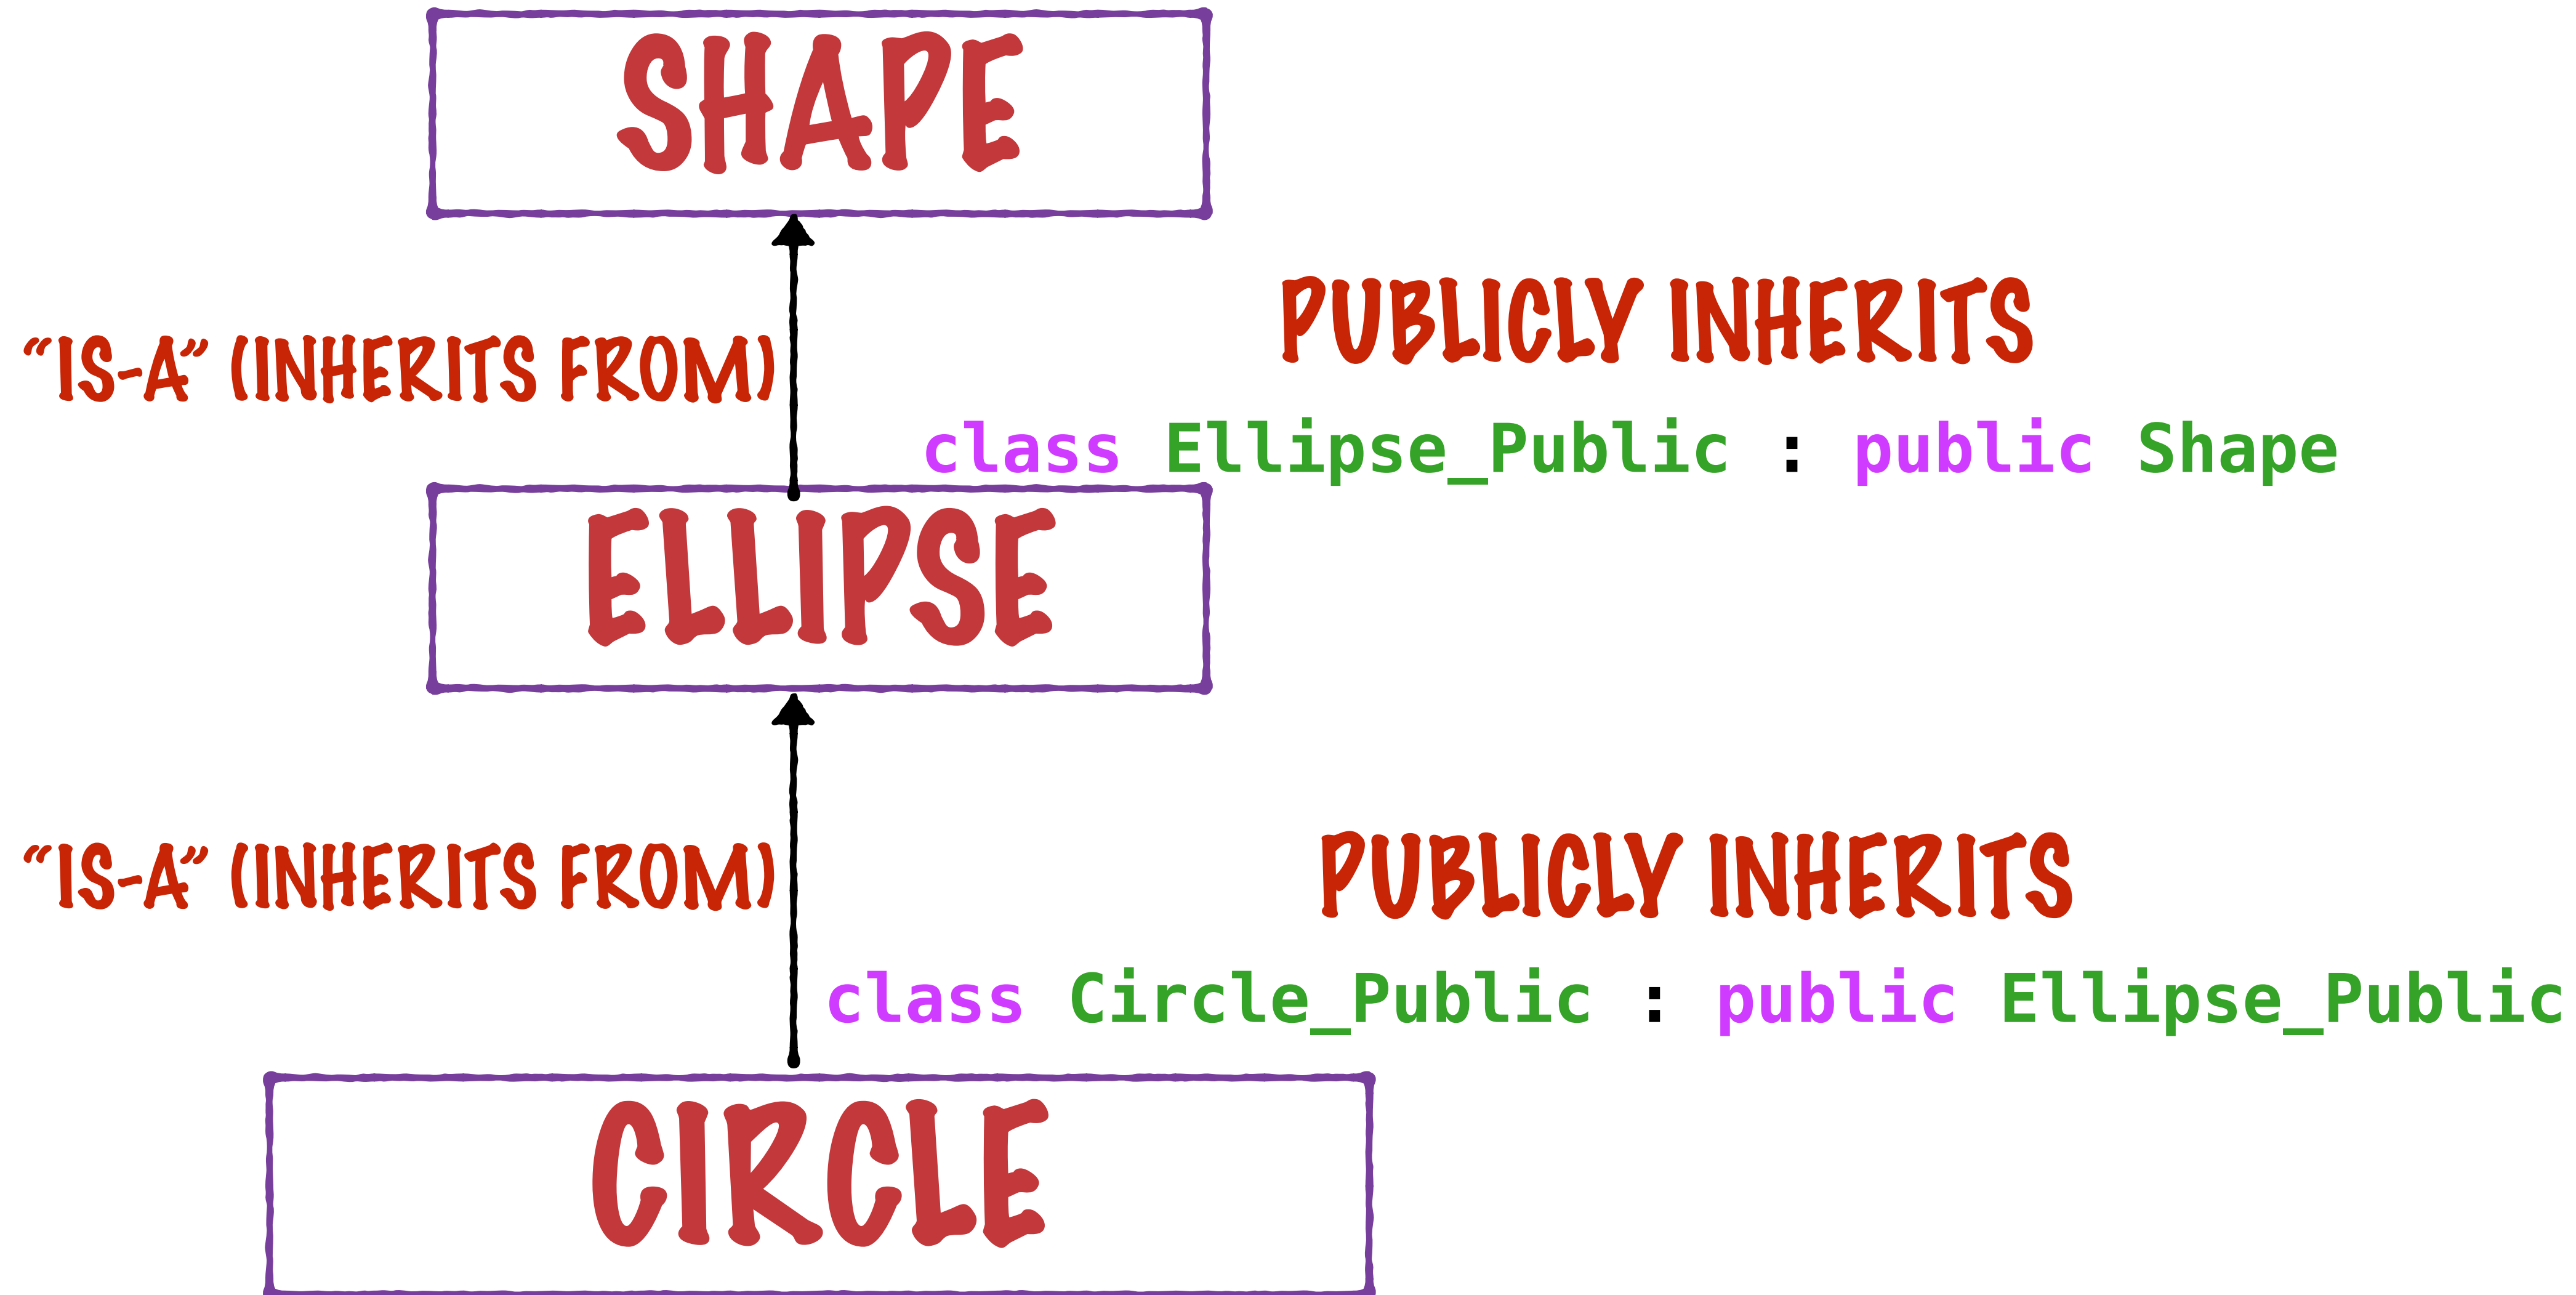 SHAPE
PUBLICLY INHERITS
“IS-A” (INHERITS FROM)
class Ellipse_Public : public Shape
ELLIPSE
PUBLICLY INHERITS
“IS-A” (INHERITS FROM)
class Circle_Public : public Ellipse_Public
CIRCLE